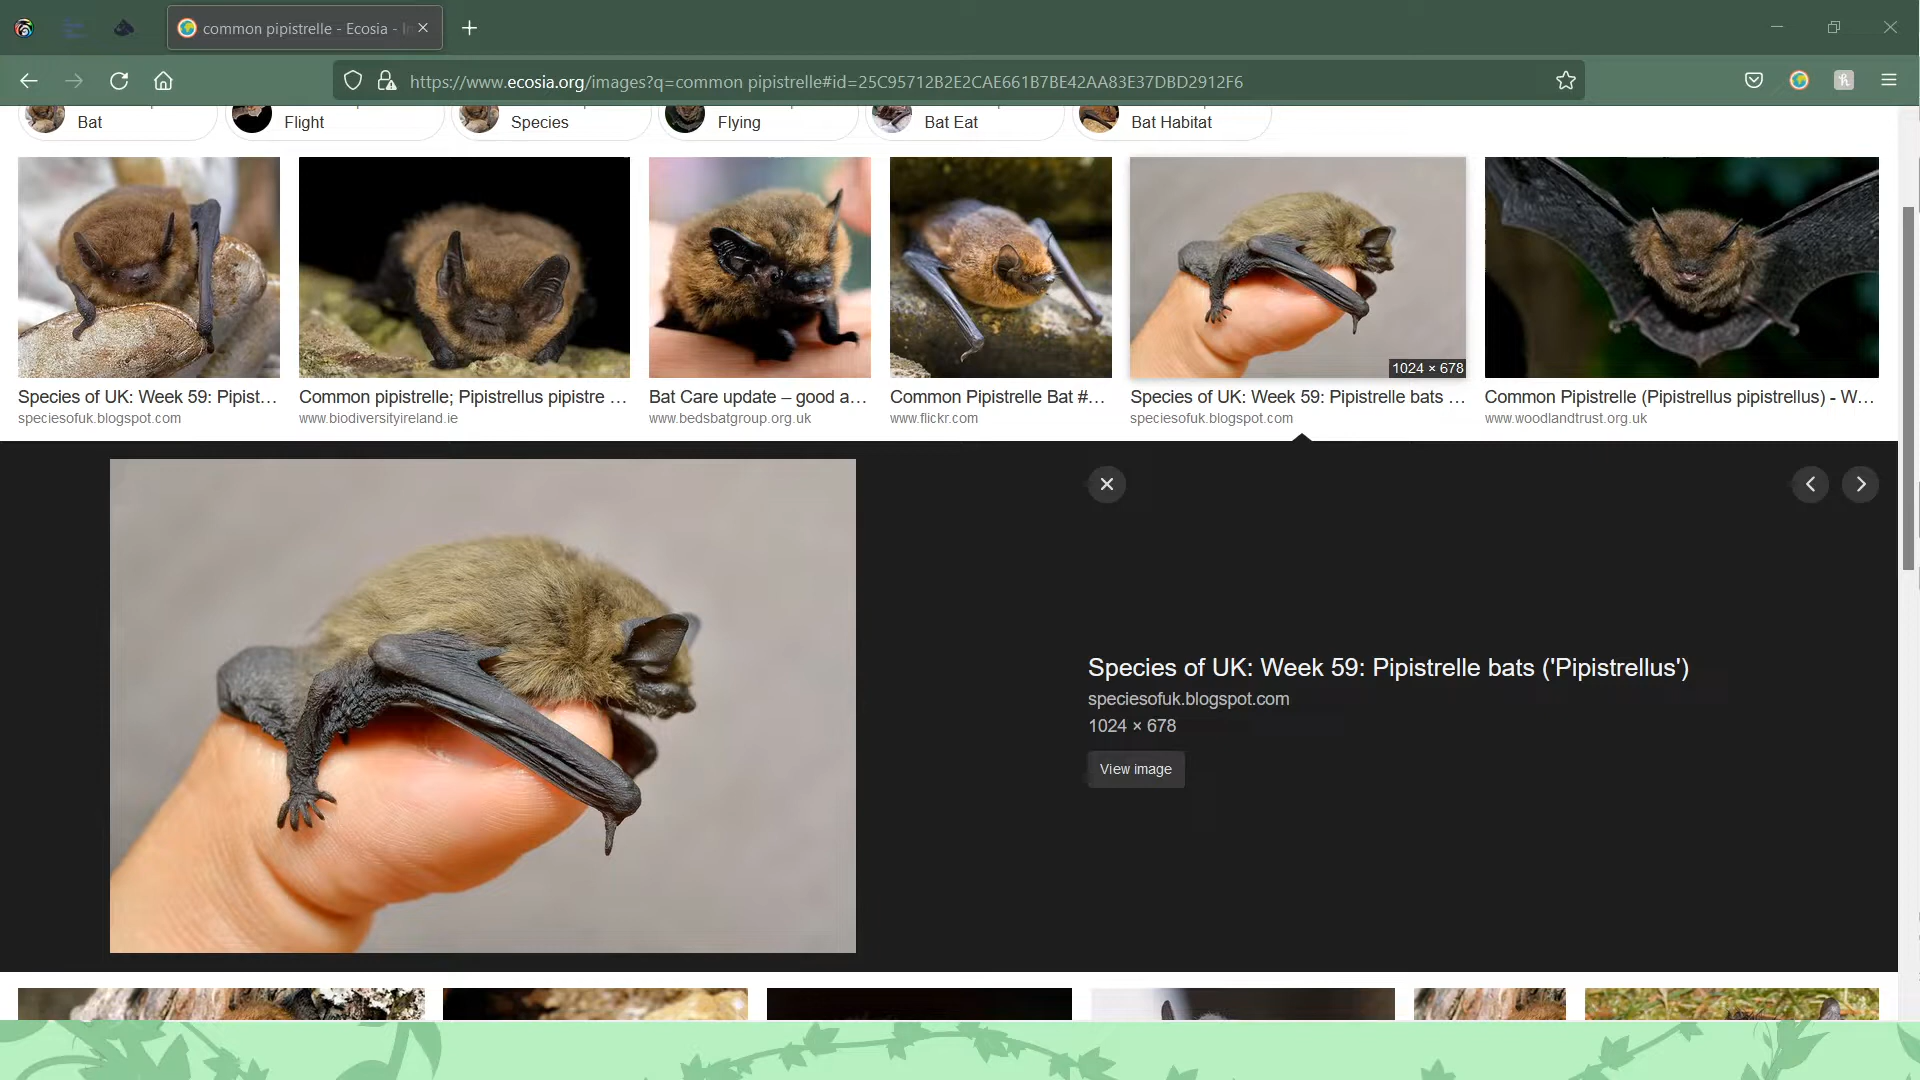 common pipistrelle - Ecosia -
https://www.ecosia.org/images?q=common pipistrelle#id=25C95712B2E2CAE661B7BE42AA83E37DBD2912F6
Bat
Flight
Species
Flying
Bat Eat
Bat Habitat
1024 × 678
Species of UK: Week 59: Pipist...
Common pipistrelle; Pipistrellus pipistre ...
Bat Care update – good a...
Common Pipistrelle Bat #...
Species of UK: Week 59: Pipistrelle bats ...
Common Pipistrelle (Pipistrellus pipistrellus) - W...
speciesofuk.blogspot.com
www.biodiversityireland.ie
www.bedsbatgroup.org.uk
www.flickr.com
speciesofuk.blogspot.com
www.woodlandtrust.org.uk
Species of UK: Week 59: Pipistrelle bats ('Pipistrellus')
speciesofuk.blogspot.com
1024 × 678
View image